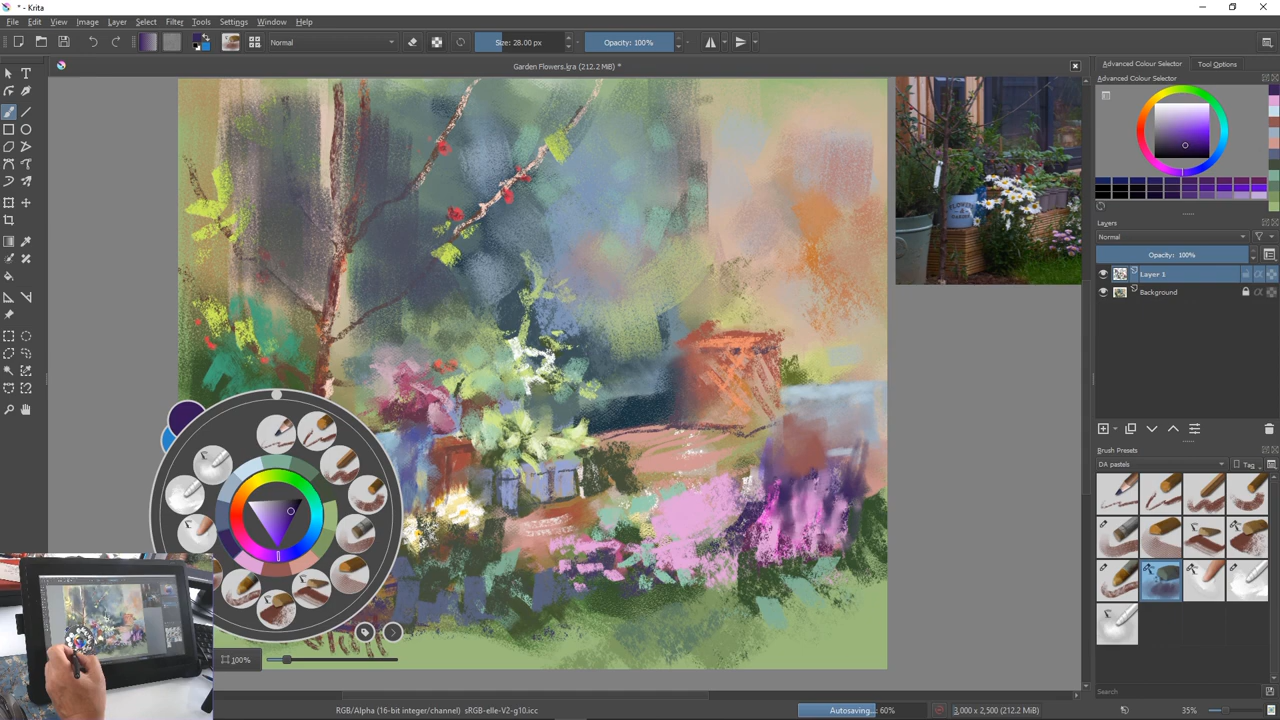 * - Krita
File Edit View Image Layer Select Filter Tools Settings Window Help
Normal Size: 28.00 px Opacity: 100%
Garden Flowers.kra (212.2 MiB) *
Advanced Colour Selector Tool Options
Advanced Colour Selector
FLOWERS
&
GARDEN
Layers
Normal
Opacity: 100%
Layer 1
Background
Brush Presets
DA pastels Tag
100%
Search
RGB/Alpha (16-bit integer/channel) sRGB-elle-V2-g10.icc Autosaving... 60% 3,000 x 2,500 (212.2 MiB) 35%